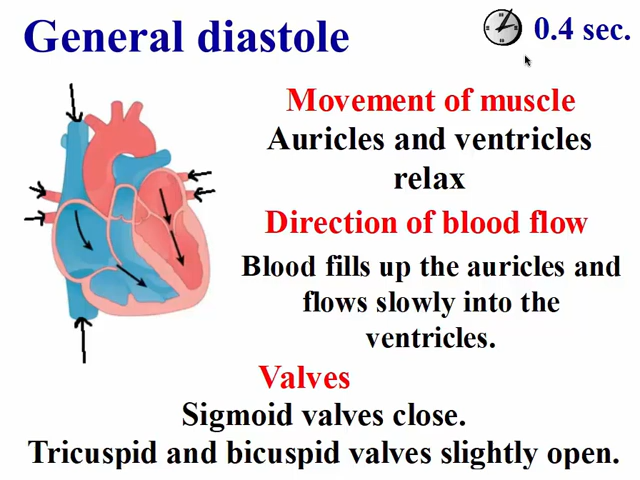 General diastole
0.4 sec.
Movement of muscle
Auricles and ventricles
relax
Direction of blood flow
Blood fills up the auricles and
flows slowly into the
ventricles.
Valves
Sigmoid valves close.
Tricuspid and bicuspid valves slightly open.